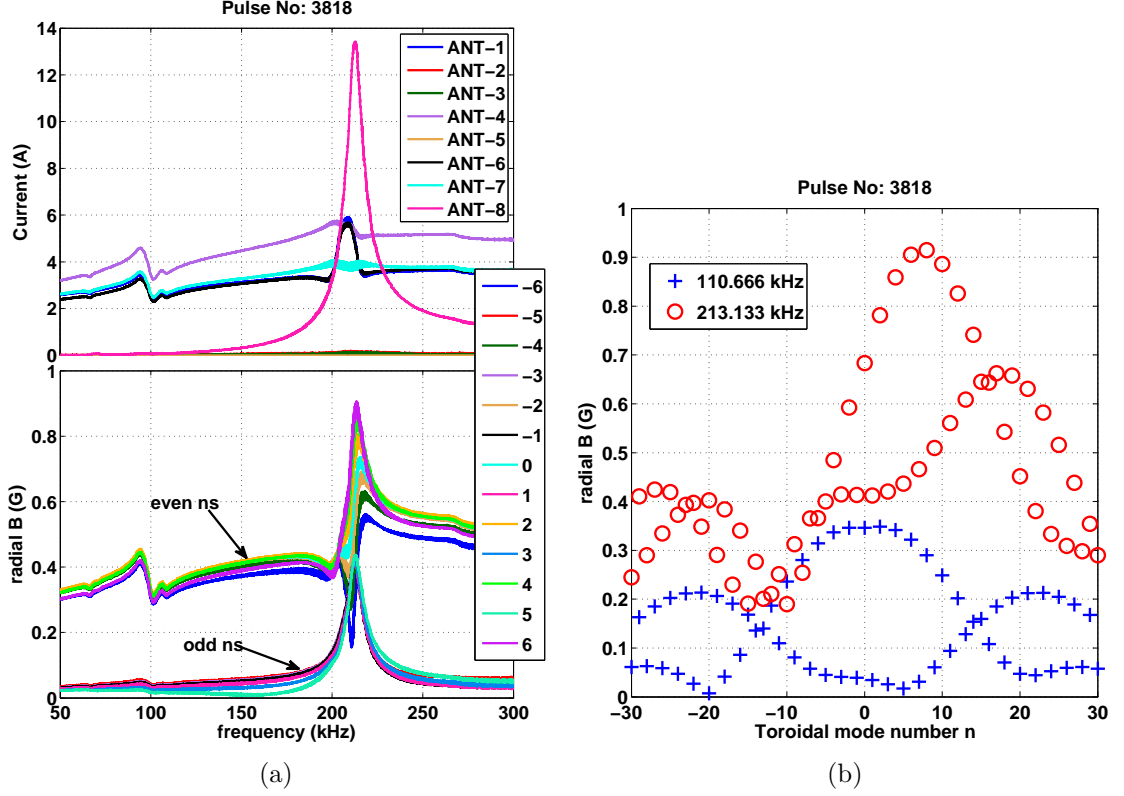 Pulse No: 3818
14
12
10
8
6
4
2
0
Current (A)
ANT−1
ANT−2
ANT−3
ANT−4
ANT−5
ANT−6
ANT−7
ANT−8
1
0.8
0.6
0.4
0.2
0
radial B (G)
even ns
odd ns
−6
−5
−4
−3
−2
−1
0
1
2
3
4
5
6
50
100
150
200
250
300
frequency (kHz)
(a)
Pulse No: 3818
1
0.9
0.8
0.7
0.6
0.5
0.4
0.3
0.2
0.1
0
radial B (G)
110.666 kHz
213.133 kHz
−30
−20
−10
0
10
20
30
Toroidal mode number n
(b)